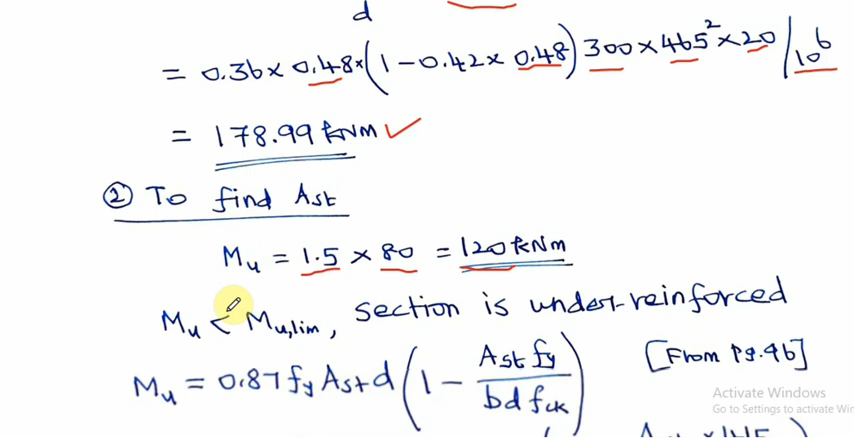 d
= 0.36 x 0.48 x (1 - 0.42 x 0.48) 300 x 465² x 20 / 10⁶
= 178.99 kNm ✓
② To find Ast
Mu = 1.5 x 80 = 120 kNm
Mu < Mu,lim, section is under-reinforced
Mu = 0.87 fy Ast d (1 - Ast fy / bd fck) [From Pg.96]
Activate Windows
Go to Settings to activate Win